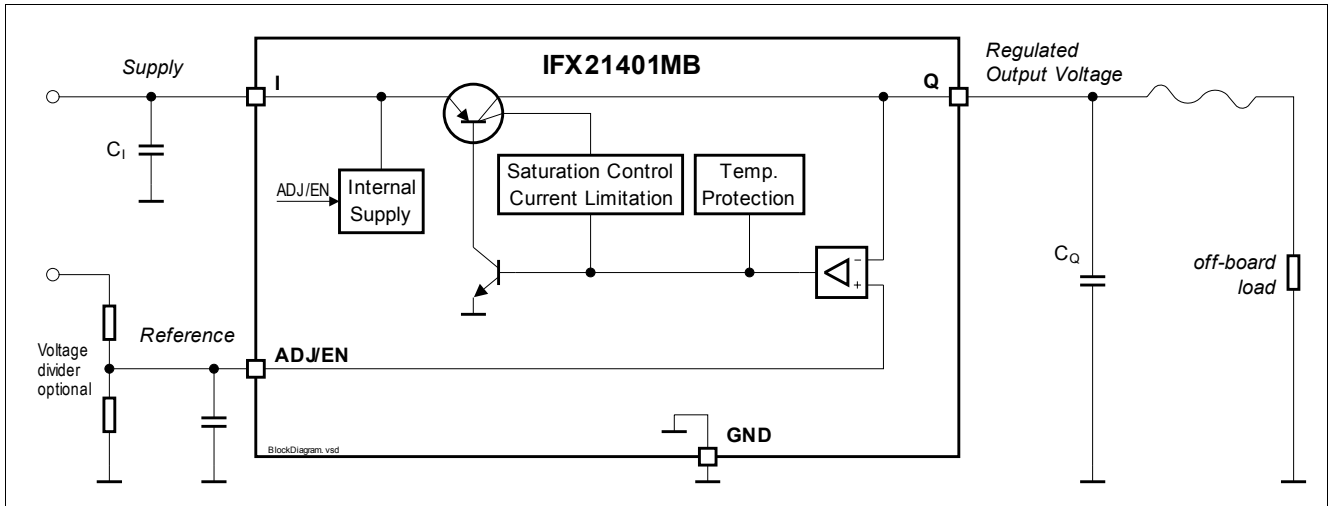 IFX21401MB
Supply
I
Q
Regulated
Output Voltage
C_I
ADJ/EN
Internal
Supply
Saturation Control
Current Limitation
Temp.
Protection
-
+
C_Q
off-board
load
Reference
Voltage
divider
optional
ADJ/EN
GND
BlockDiagram.vsd